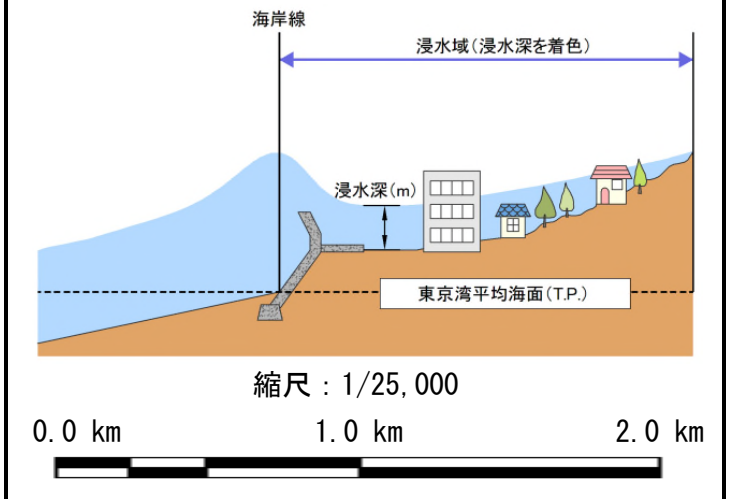 海岸線
浸水域(浸水深を着色)
浸水深(m)
東京湾平均海面(T.P.)
縮尺:1/25,000
0.0 km 1.0 km 2.0 km